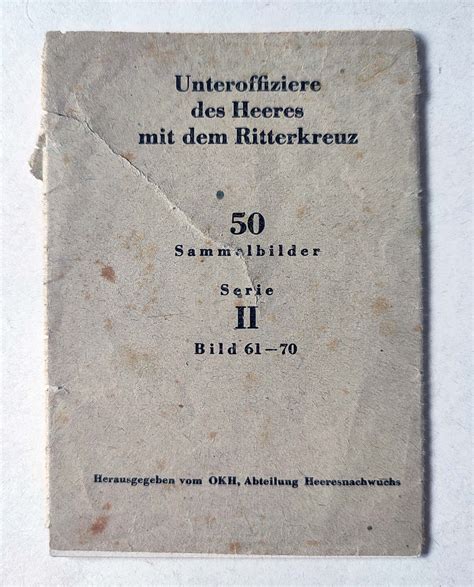 Unteroffiziere
des Heeres
mit dem Ritterkreuz
50
Sammelbilder
Serie
II
Bild 61—70
Herausgegeben vom OKH, Abteilung Heeresnachwuchs